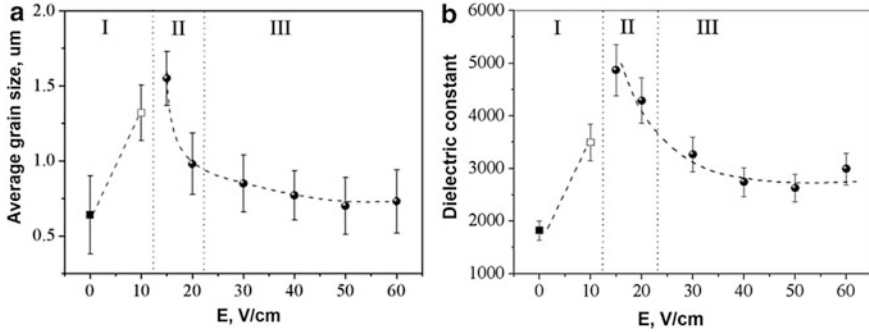 a
I II III
Average grain size, um
2.0
1.5
1.0
0.5
0 10 20 30 40 50 60
E, V/cm
b
I II III
Dielectric constant
6000
5000
4000
3000
2000
1000
0 10 20 30 40 50 60
E, V/cm